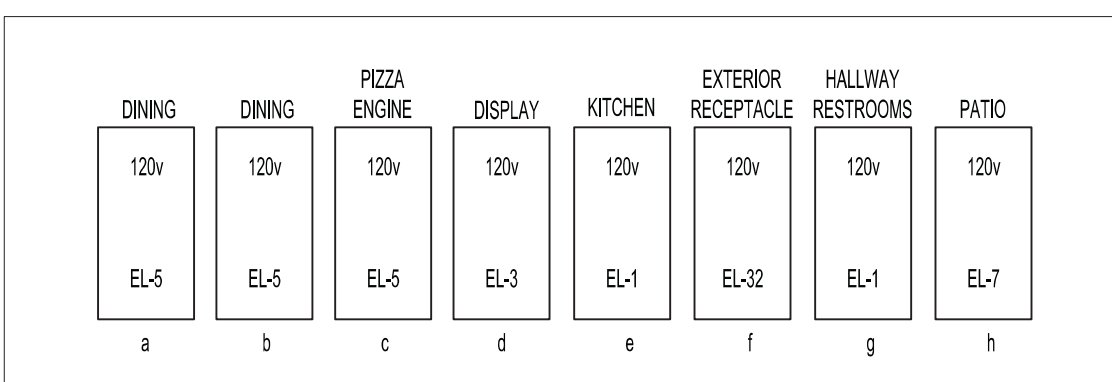 PIZZA EXTERIOR HALLWAY
DINING DINING ENGINE DISPLAY KITCHEN RECEPTACLE RESTROOMS PATIO
120v 120v 120v 120v 120v 120v 120v 120v
EL-5 EL-5 EL-5 EL-3 EL-1 EL-32 EL-1 EL-7
a b c d e f g h